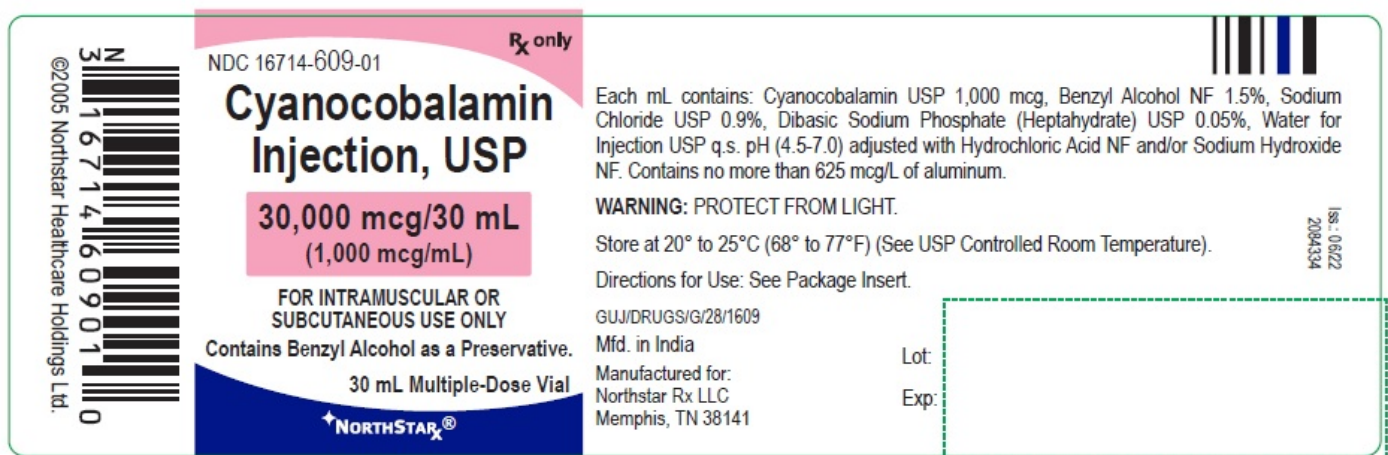 ©2005 Northstar Healthcare Holdings Ltd.
N
3 16714 60901 0
Rx only
NDC 16714-609-01
Cyanocobalamin
Injection, USP
30,000 mcg/30 mL
(1,000 mcg/mL)
FOR INTRAMUSCULAR OR
SUBCUTANEOUS USE ONLY
Contains Benzyl Alcohol as a Preservative.
30 mL Multiple-Dose Vial
NORTHSTARx®
Each mL contains: Cyanocobalamin USP 1,000 mcg, Benzyl Alcohol NF 1.5%, Sodium
Chloride USP 0.9%, Dibasic Sodium Phosphate (Heptahydrate) USP 0.05%, Water for
Injection USP q.s. pH (4.5-7.0) adjusted with Hydrochloric Acid NF and/or Sodium Hydroxide
NF. Contains no more than 625 mcg/L of aluminum.
WARNING: PROTECT FROM LIGHT.
Store at 20° to 25°C (68° to 77°F) (See USP Controlled Room Temperature).
Directions for Use: See Package Insert.
GUJ/DRUGS/G/28/1609
Mfd. in India
Manufactured for:
Northstar Rx LLC
Memphis, TN 38141
Lot:
Exp:
Iss.: 06/22
2084334